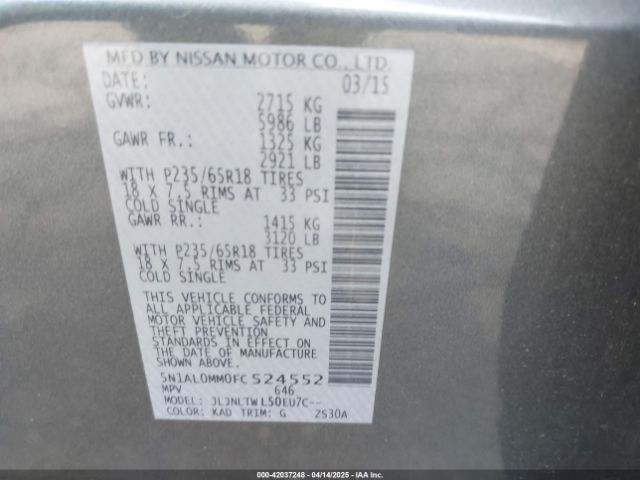 MFD BY NISSAN MOTOR CO., LTD.
DATE: 03/15
GVWR: 2715 KG
5986 LB
GAWR FR.: 1325 KG
2921 LB
WITH P235/65R18 TIRES
18 X 7.5 RIMS AT 33 PSI
COLD SINGLE
GAWR RR.: 1415 KG
3120 LB
WITH P235/65R18 TIRES
18 X 7.5 RIMS AT 33 PSI
COLD SINGLE
THIS VEHICLE CONFORMS TO
ALL APPLICABLE FEDERAL
MOTOR VEHICLE SAFETY AND
THEFT PREVENTION
STANDARDS IN EFFECT ON
THE DATE OF MANUFACTURE
SHOWN ABOVE.
5N1AL0MM0FC524552
MPV 646
MODEL: JLJNLTWL50EU7C--
COLOR: KAD TRIM: G ZS30A
000-42037248 - 04/14/2025 - IAAI.COM